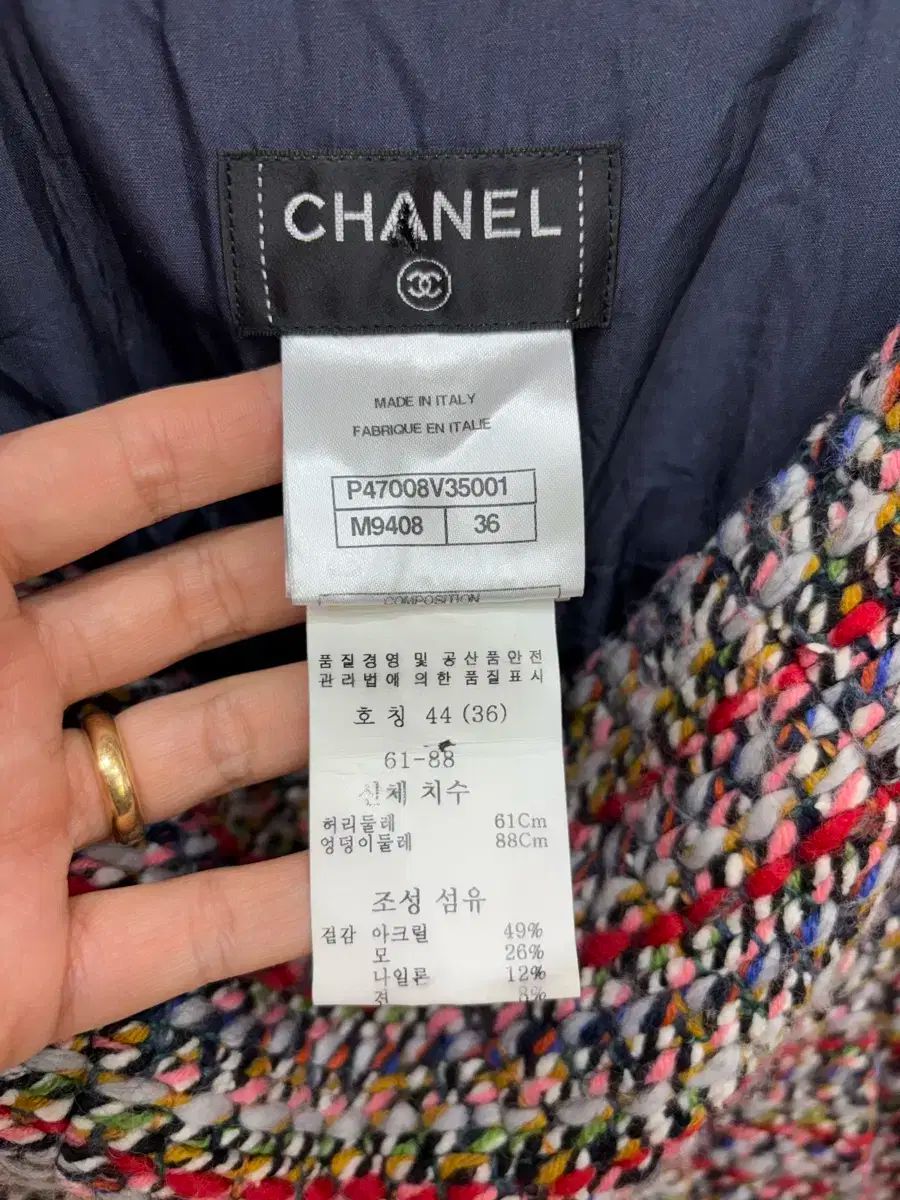 CHANEL
MADE IN ITALY
FABRIQUE EN ITALIE
P47008V35001
M9408 36
COMPOSITION
품질경영 및 공산품안전
관리법에 의한 품질표시
호칭 44 (36)
61-88
신체 치수
허리둘레 61Cm
엉덩이둘레 88Cm
조성 섬유
겉감 아크릴 49%
모 26%
나일론 12%
견 8%